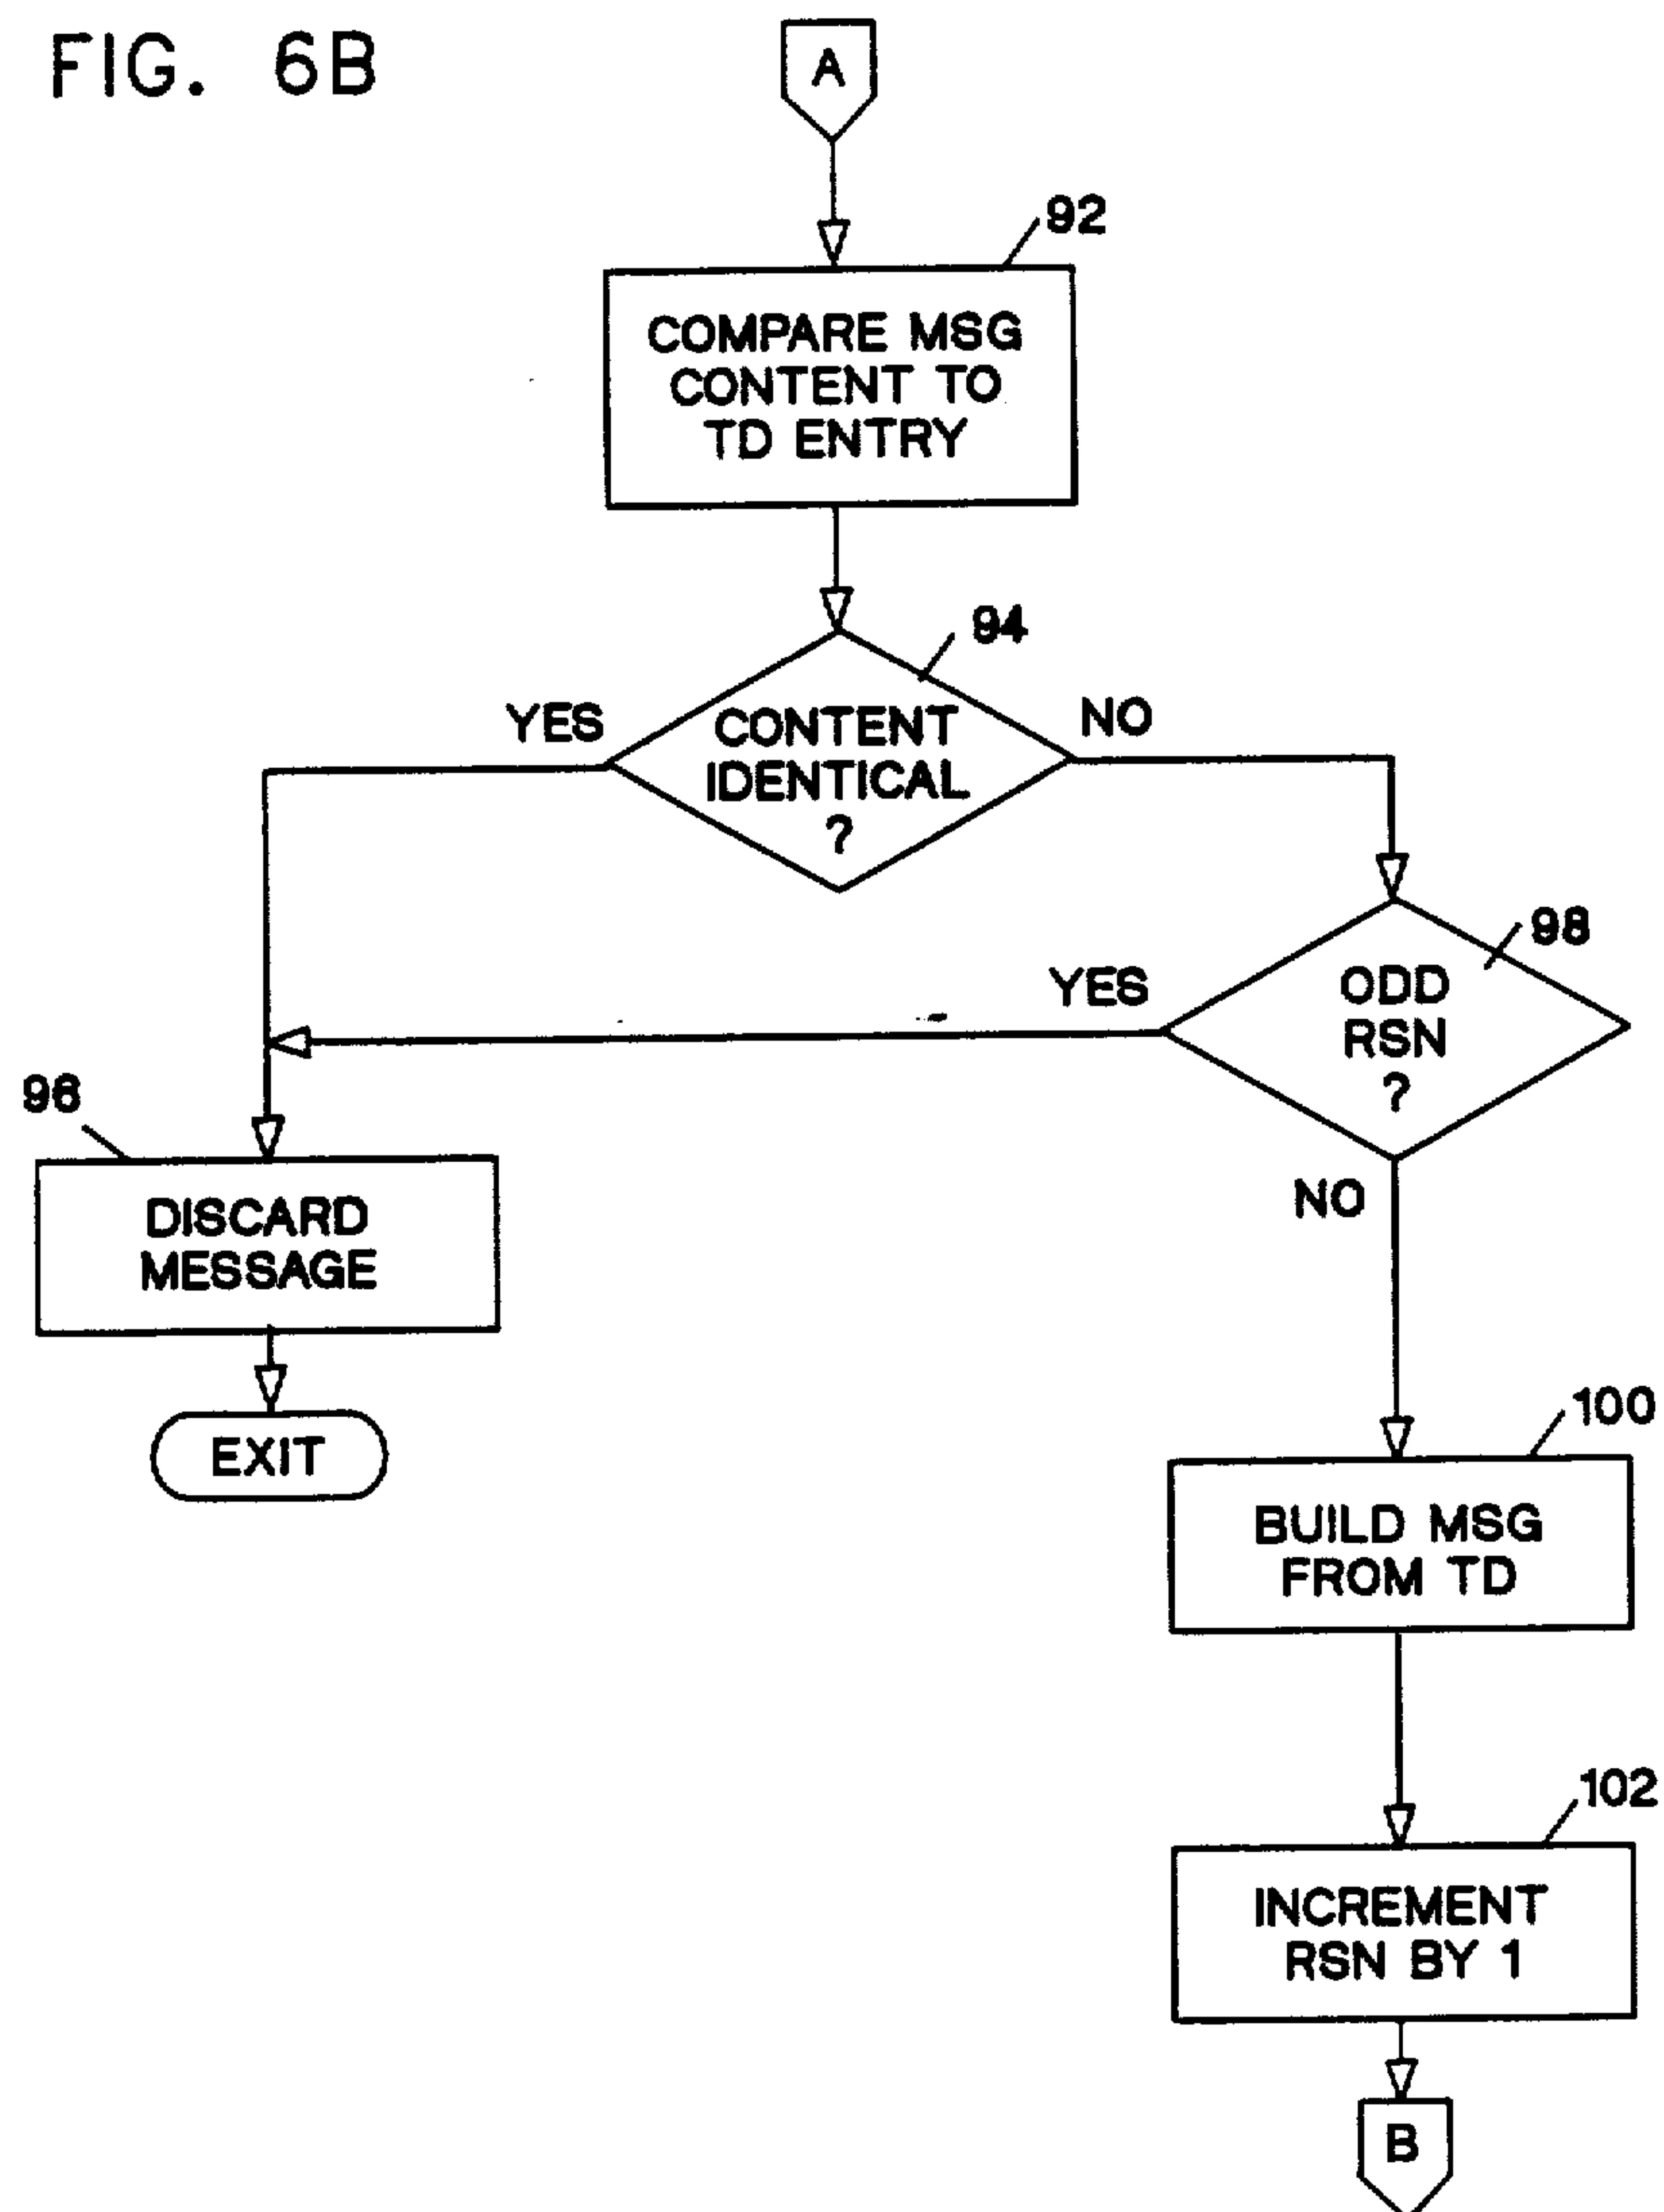 FIG. 6B
A
92
COMPARE MSG
CONTENT TO
TD ENTRY
94
YES
CONTENT
IDENTICAL
?
NO
98
YES
ODD
RSN
?
NO
96
DISCARD
MESSAGE
EXIT
100
BUILD MSG
FROM TD
102
INCREMENT
RSN BY 1
B